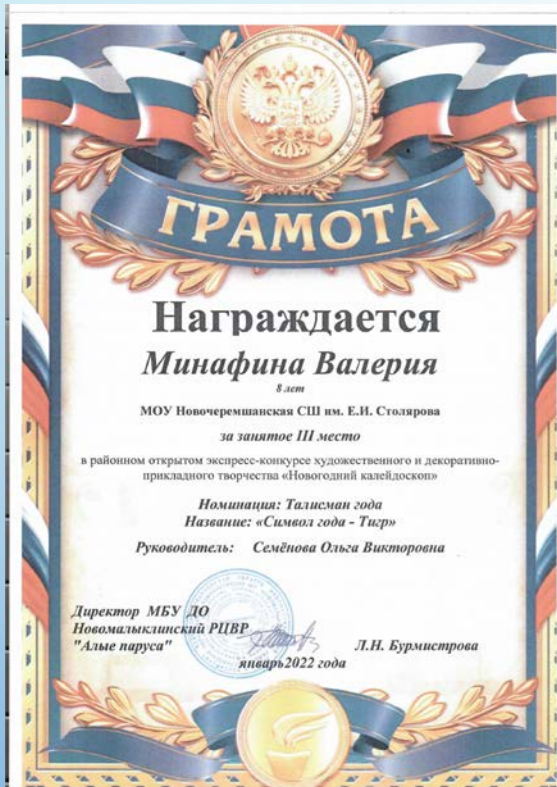 ГРАМОТА
Награждается
Минафина Валерия
8 лет
МОУ Новочеремшанская СШ им. Е.И. Столярова
за занятое III место
в районном открытом экспресс-конкурсе художественного и декоративно-
прикладного творчества «Новогодний калейдоскоп»
Номинация: Талисман года
Название: «Символ года - Тигр»
Руководитель: Семёнова Ольга Викторовна
Директор МБУ ДО
Новомалыклинский РЦВР
"Алые паруса" Л.Н. Бурмистрова
январь2022 года